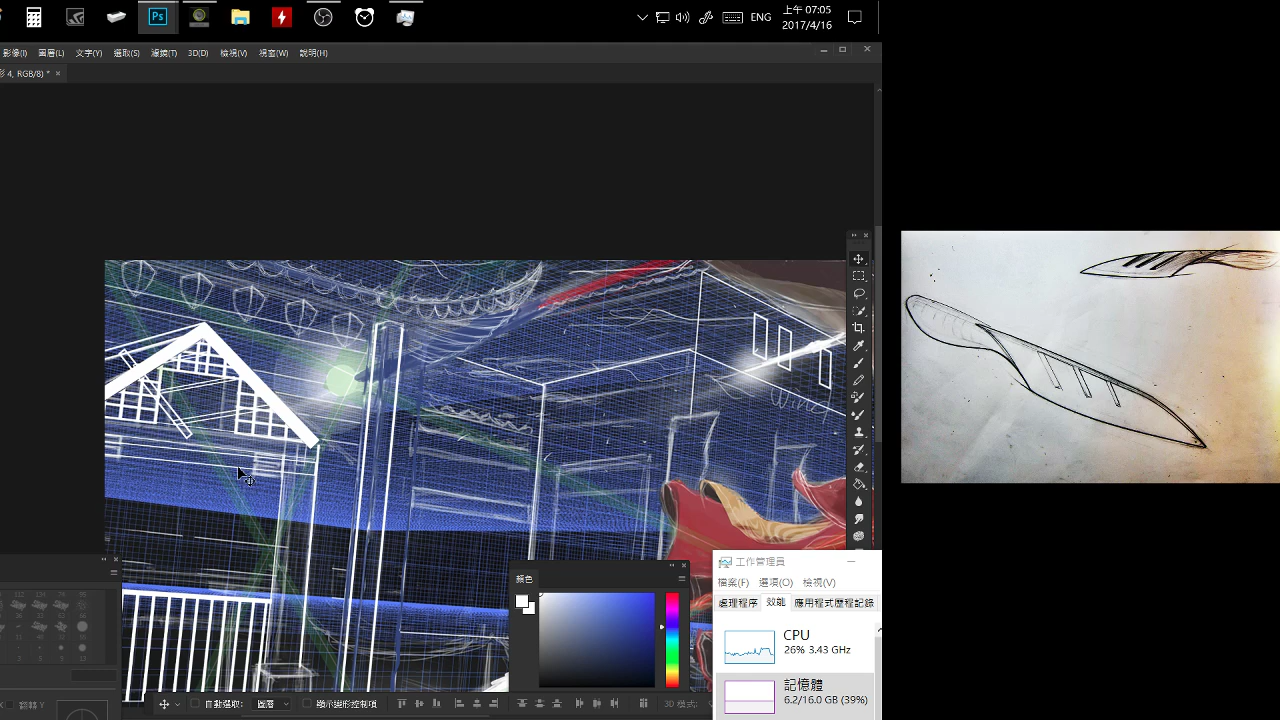 Ps
ENG
上午 07:05
2017/4/16
影像(I) 圖層(L) 文字(Y) 選取(S) 濾鏡(T) 3D(D) 檢視(V) 視窗(W) 說明(H)
4, RGB/8) * ×
顏色
工作管理員
檔案(F) 選項(O) 檢視(V)
處理程序 效能 應用程式歷程記錄
CPU
26% 3.43 GHz
記憶體
6.2/16.0 GB (39%)
翻轉 Y
自動選取: 圖層 顯示變形控制項 3D 模式: